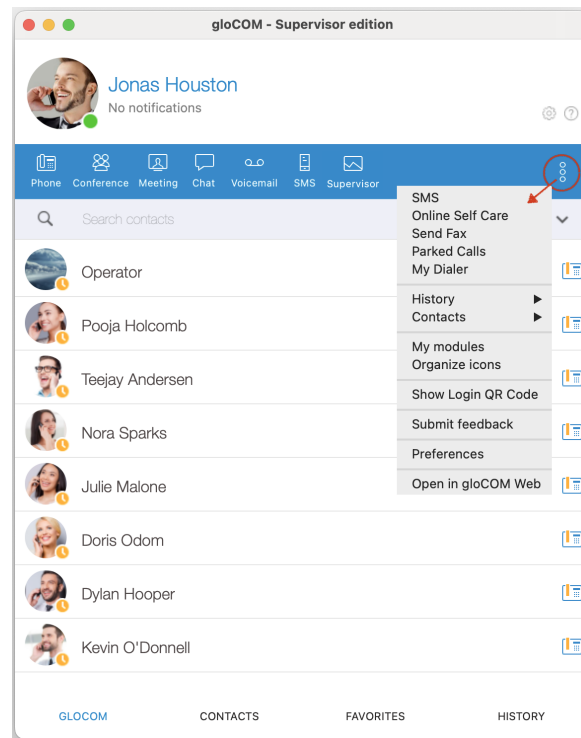 gloCOM - Supervisor edition
Jonas Houston
No notifications
Phone Conference Meeting Chat Voicemail SMS Supervisor
Search contacts
SMS
Online Self Care
Send Fax
Parked Calls
My Dialer
History
Contacts
My modules
Organize icons
Show Login QR Code
Submit feedback
Preferences
Open in gloCOM Web
Operator
Pooja Holcomb
Teejay Andersen
Nora Sparks
Julie Malone
Doris Odom
Dylan Hooper
Kevin O'Donnell
GLOCOM CONTACTS FAVORITES HISTORY